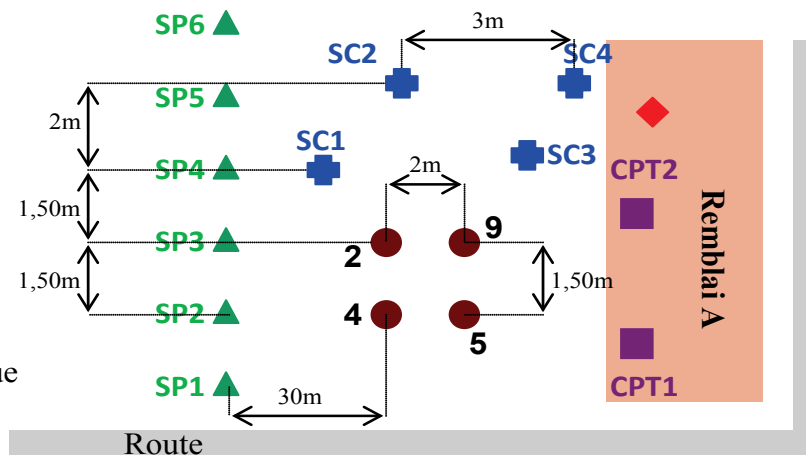 SP6
3m
SC2
SC4
SP5
2m
SC1
SC3
SP4
2m
CPT2
1,50m
SP3
2
9
Remblai A
1,50m
1,50m
SP2
4
5
ue
SP1
30m
CPT1
Route